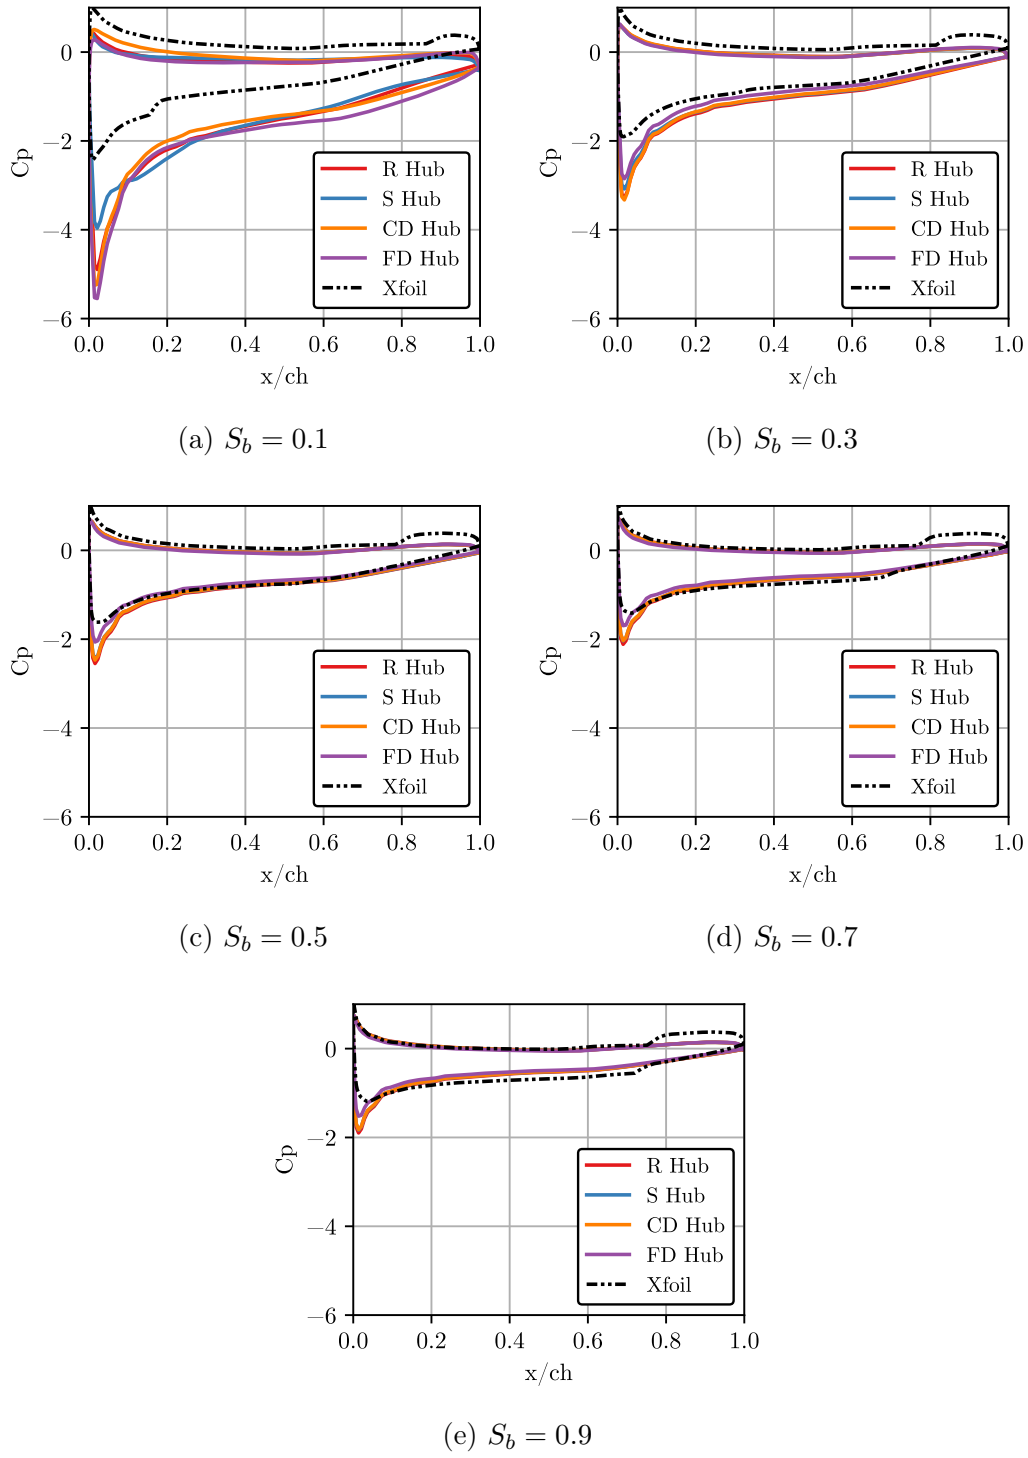 0
−2
−4
−6
Cp
0.0 0.2 0.4 0.6 0.8 1.0
x/ch
R Hub
S Hub
CD Hub
FD Hub
Xfoil
(a) S_b = 0.1
0
−2
−4
−6
Cp
0.0 0.2 0.4 0.6 0.8 1.0
x/ch
R Hub
S Hub
CD Hub
FD Hub
Xfoil
(b) S_b = 0.3
0
−2
−4
−6
Cp
0.0 0.2 0.4 0.6 0.8 1.0
x/ch
R Hub
S Hub
CD Hub
FD Hub
Xfoil
(c) S_b = 0.5
0
−2
−4
−6
Cp
0.0 0.2 0.4 0.6 0.8 1.0
x/ch
R Hub
S Hub
CD Hub
FD Hub
Xfoil
(d) S_b = 0.7
0
−2
−4
−6
Cp
0.0 0.2 0.4 0.6 0.8 1.0
x/ch
R Hub
S Hub
CD Hub
FD Hub
Xfoil
(e) S_b = 0.9